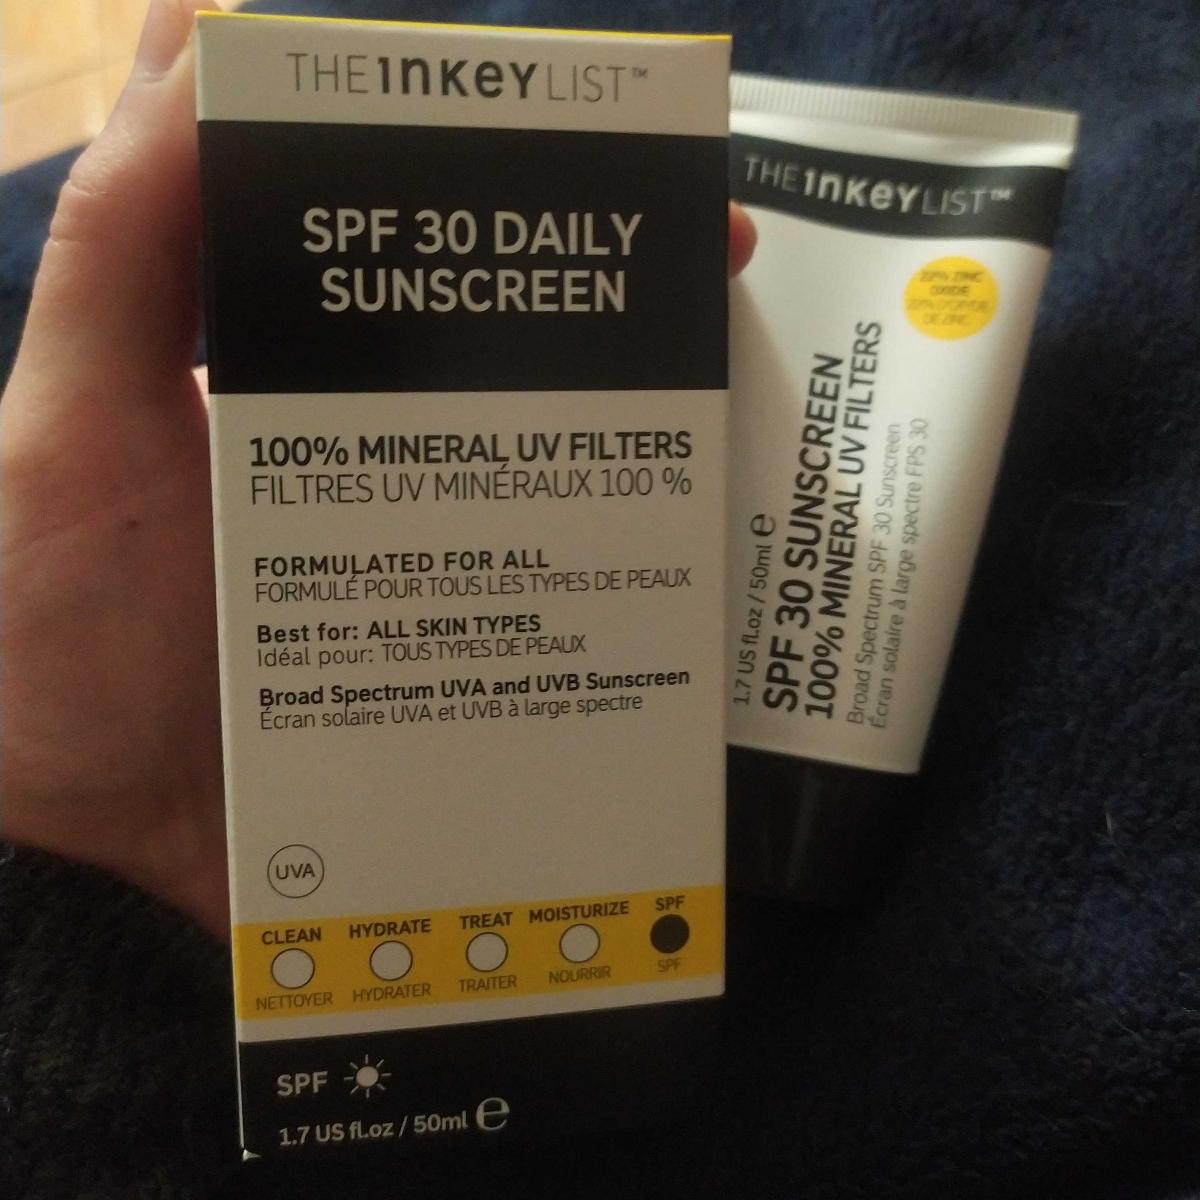 THE INKEY LIST™
SPF 30 DAILY
SUNSCREEN
100% MINERAL UV FILTERS
FILTRES UV MINÉRAUX 100 %
FORMULATED FOR ALL
FORMULÉ POUR TOUS LES TYPES DE PEAUX
Best for: ALL SKIN TYPES
Idéal pour: TOUS TYPES DE PEAUX
Broad Spectrum UVA and UVB Sunscreen
Écran solaire UVA et UVB à large spectre
UVA
CLEAN HYDRATE TREAT MOISTURIZE SPF
NETTOYER HYDRATER TRAITER NOURRIR SPF
SPF
1.7 US fl.oz / 50ml e
THE INKEY LIST™
22% ZINC
OXIDE
22% D'OXYDE
DE ZINC
1.7 US fl.oz / 50ml e
SPF 30 SUNSCREEN
100% MINERAL UV FILTERS
Broad Spectrum SPF 30 Sunscreen
Écran solaire à large spectre FPS 30